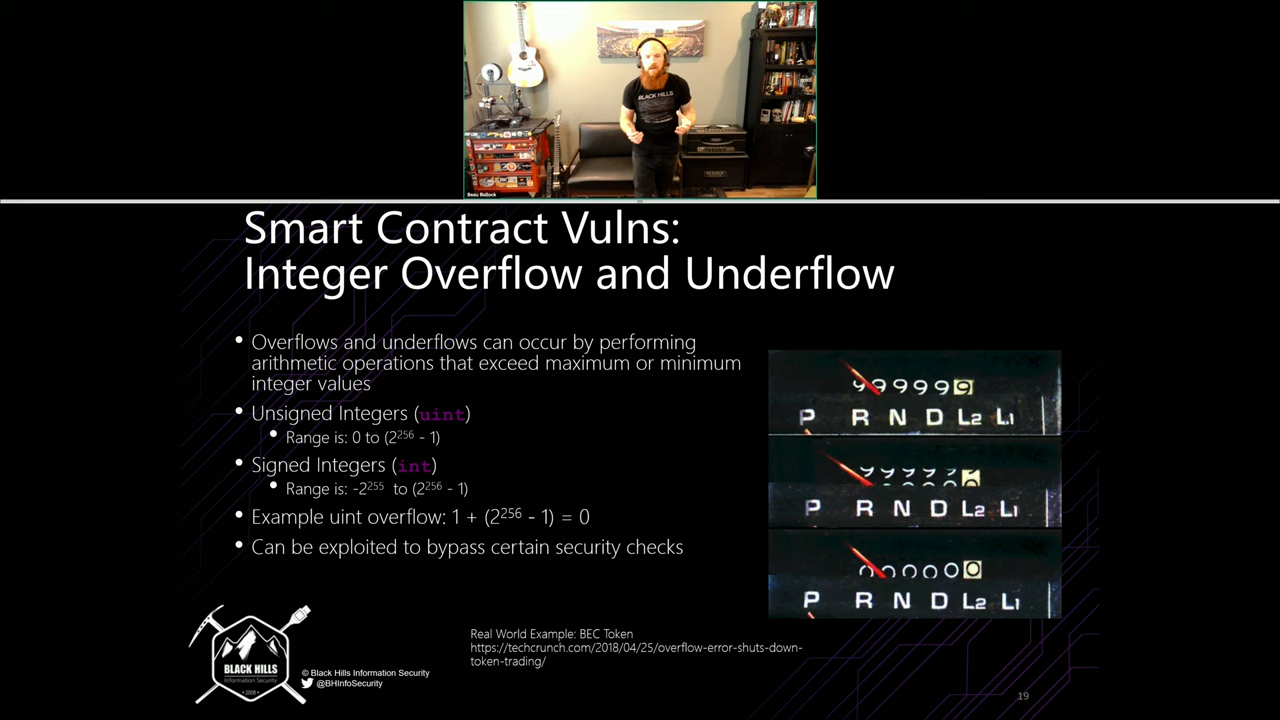 BLACK HILLS
Beau Bullock
Smart Contract Vulns:
Integer Overflow and Underflow
• Overflows and underflows can occur by performing
arithmetic operations that exceed maximum or minimum
integer values
• Unsigned Integers (uint)
• Range is: 0 to (2²⁵⁶ - 1)
• Signed Integers (int)
• Range is: -2²⁵⁵ to (2²⁵⁶ - 1)
• Example uint overflow: 1 + (2²⁵⁶ - 1) = 0
• Can be exploited to bypass certain security checks
999999
P R N D L2 L1
999999
P R N D L2 L1
000000
P R N D L2 L1
Real World Example: BEC Token
https://techcrunch.com/2018/04/25/overflow-error-shuts-down-
token-trading/
BLACK HILLS
Information Security
• 2008 •
© Black Hills Information Security
@BHInfoSecurity
19